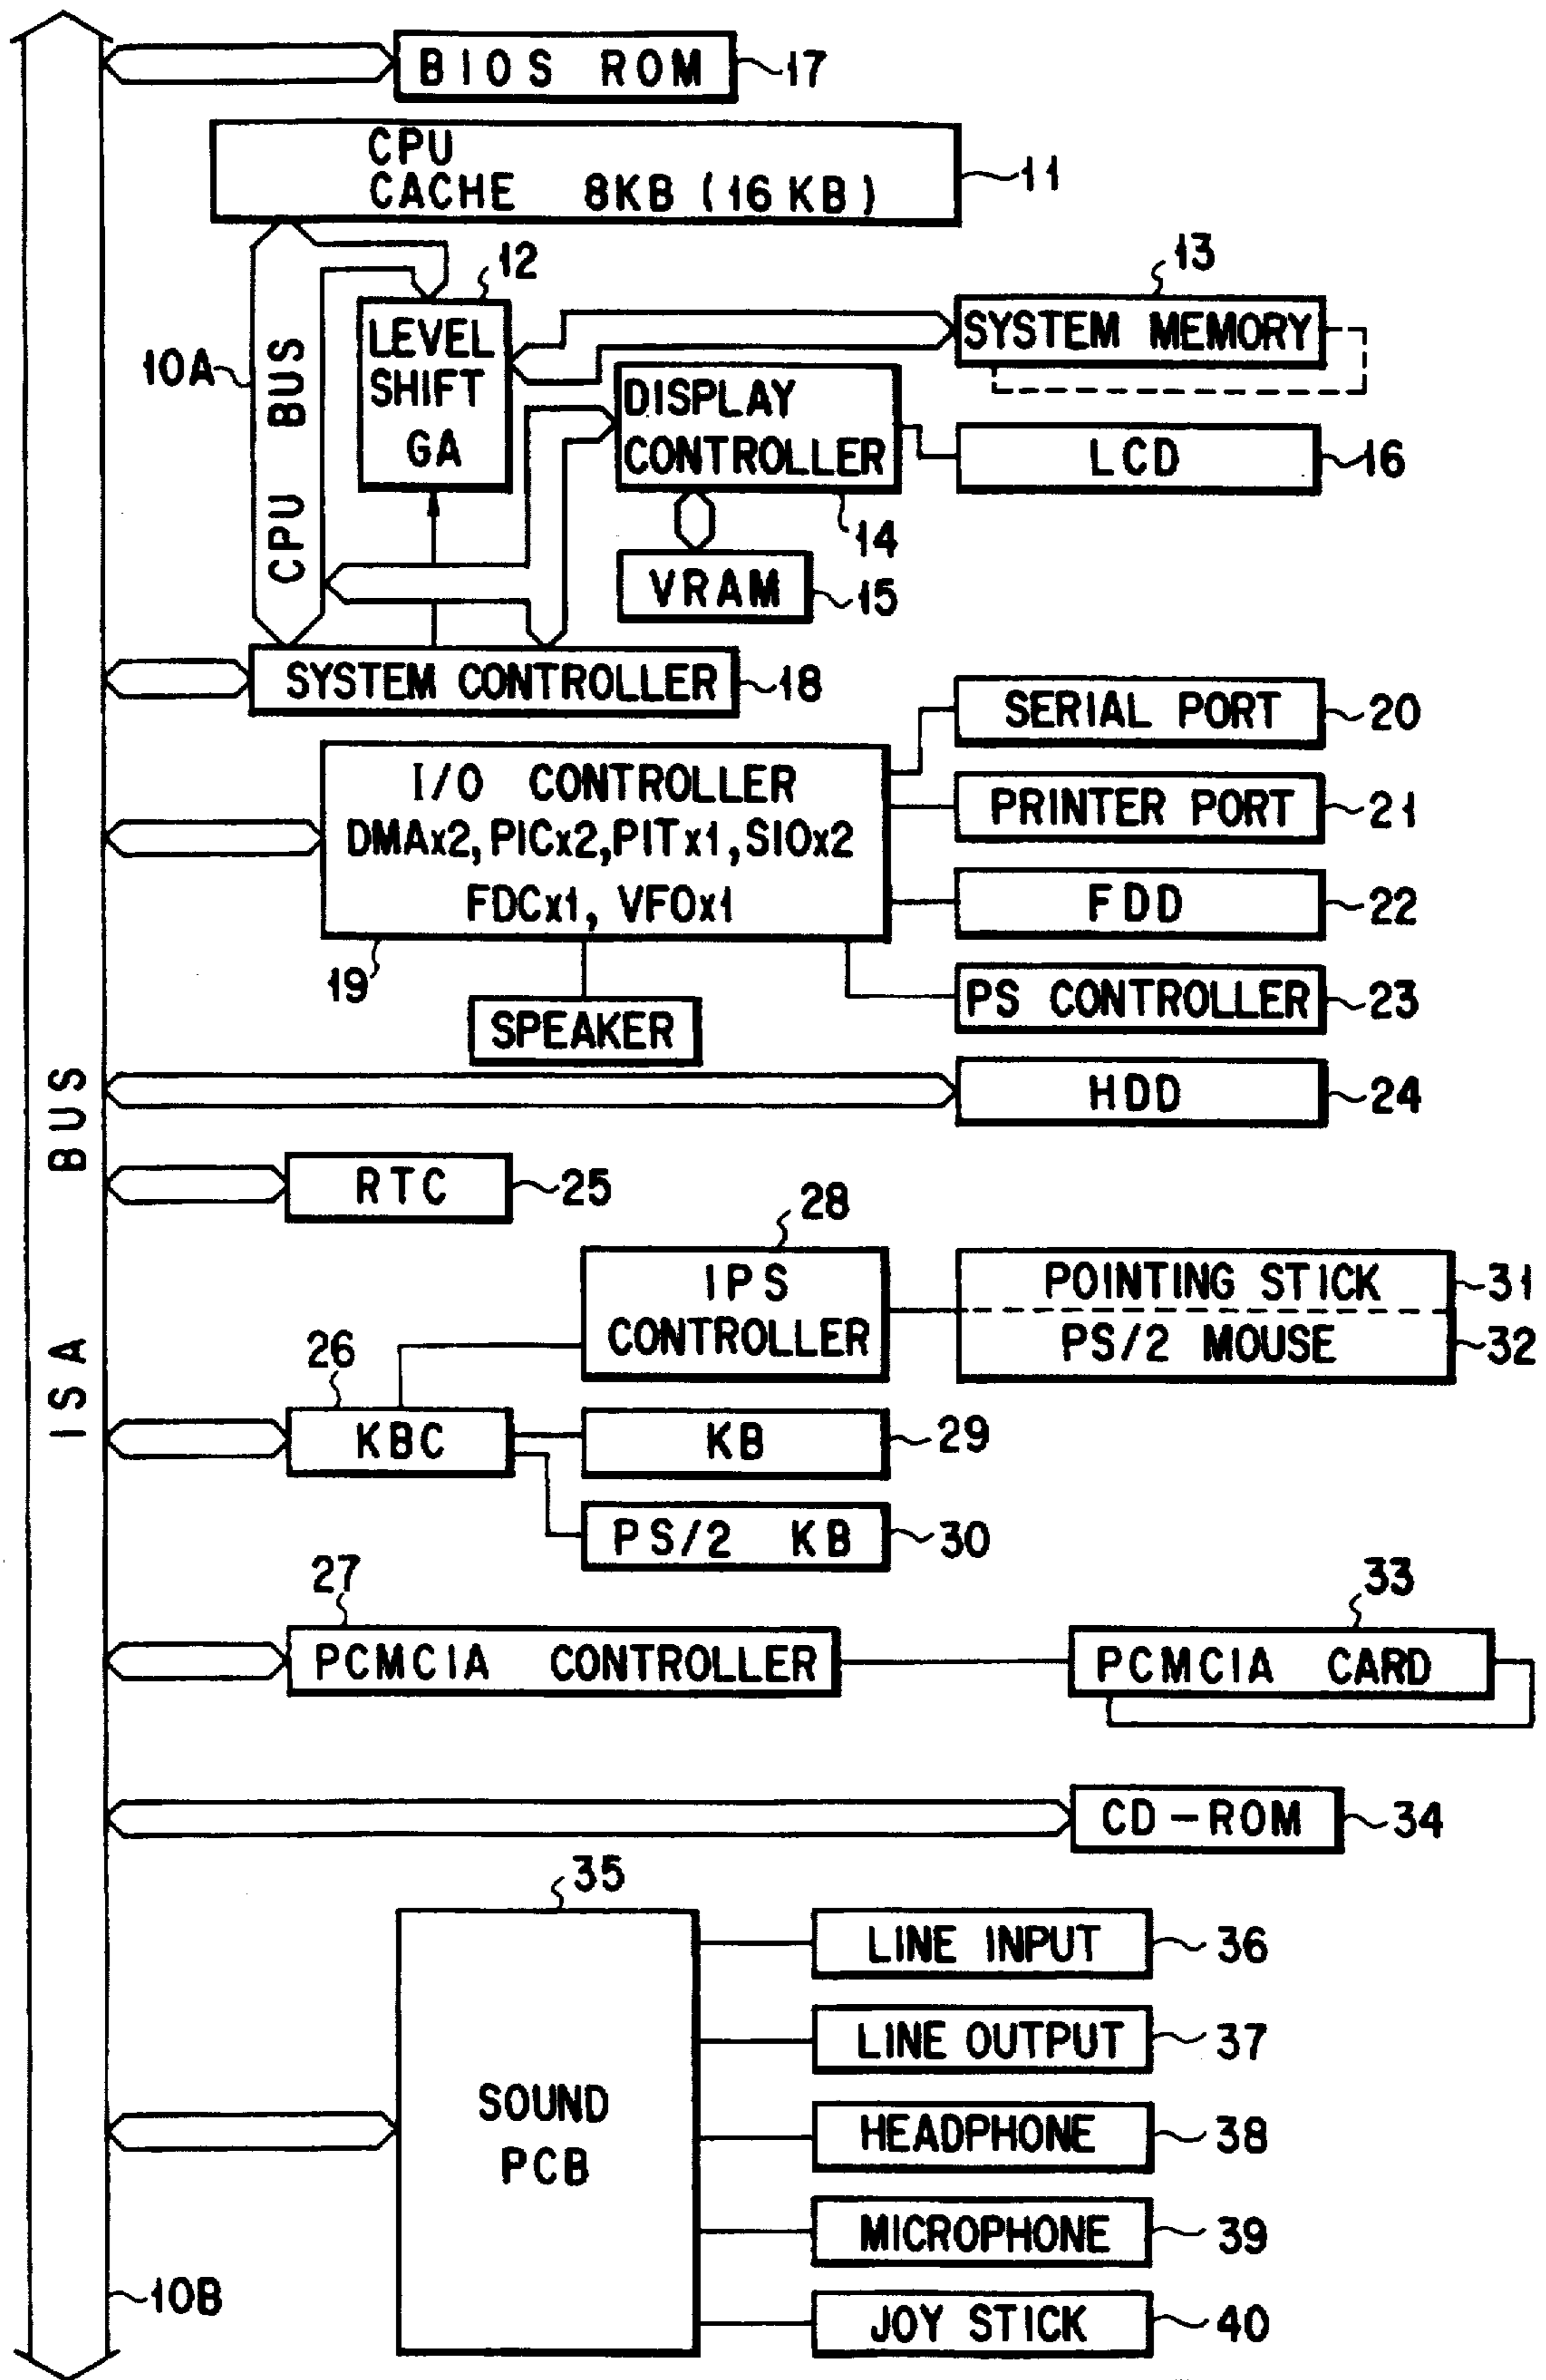 BIOS ROM
17
CPU
CACHE 8KB (16KB)
11
12
13
LEVEL
SHIFT
GA
SYSTEM MEMORY
10A
CPU BUS
DISPLAY
CONTROLLER
14
LCD
16
VRAM
15
SYSTEM CONTROLLER
18
SERIAL PORT
20
I/O CONTROLLER
DMAx2, PICx2, PITx1, SIOx2
FDCx1, VFOx1
19
PRINTER PORT
21
FDD
22
PS CONTROLLER
23
SPEAKER
HDD
24
ISA BUS
RTC
25
28
IPS
CONTROLLER
POINTING STICK
31
PS/2 MOUSE
32
26
KBC
KB
29
PS/2 KB
30
27
PCMCIA CONTROLLER
33
PCMCIA CARD
CD-ROM
34
35
SOUND
PCB
LINE INPUT
36
LINE OUTPUT
37
HEADPHONE
38
MICROPHONE
39
JOY STICK
40
10B